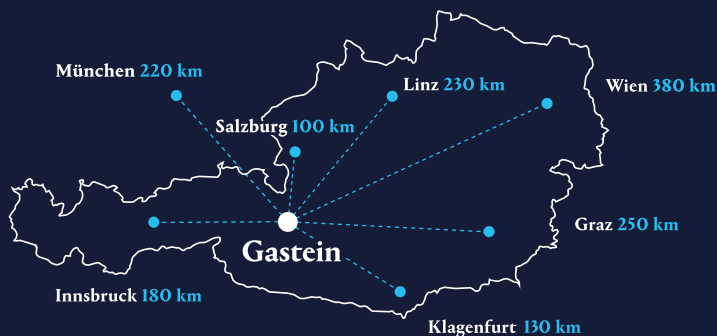 München 220 km
Linz 230 km
Wien 380 km
Salzburg 100 km
Graz 250 km
Gastein
Innsbruck 180 km
Klagenfurt 130 km